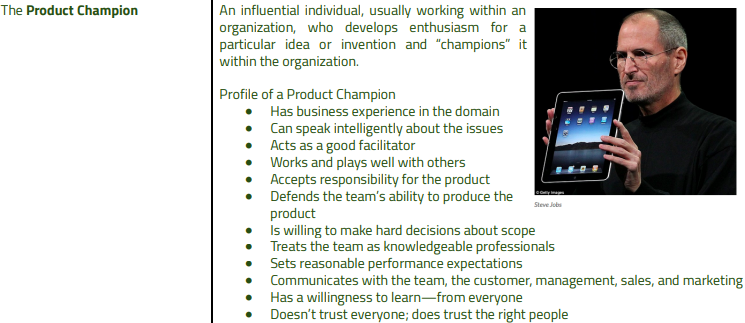 The Product Champion
An influential individual, usually working within an
organization, who develops enthusiasm for a
particular idea or invention and “champions” it
within the organization.
Profile of a Product Champion
● Has business experience in the domain
● Can speak intelligently about the issues
● Acts as a good facilitator
● Works and plays well with others
● Accepts responsibility for the product
● Defends the team’s ability to produce the
product
● Is willing to make hard decisions about scope
● Treats the team as knowledgeable professionals
● Sets reasonable performance expectations
● Communicates with the team, the customer, management, sales, and marketing
● Has a willingness to learn—from everyone
● Doesn’t trust everyone; does trust the right people
© Getty Images
Steve Jobs